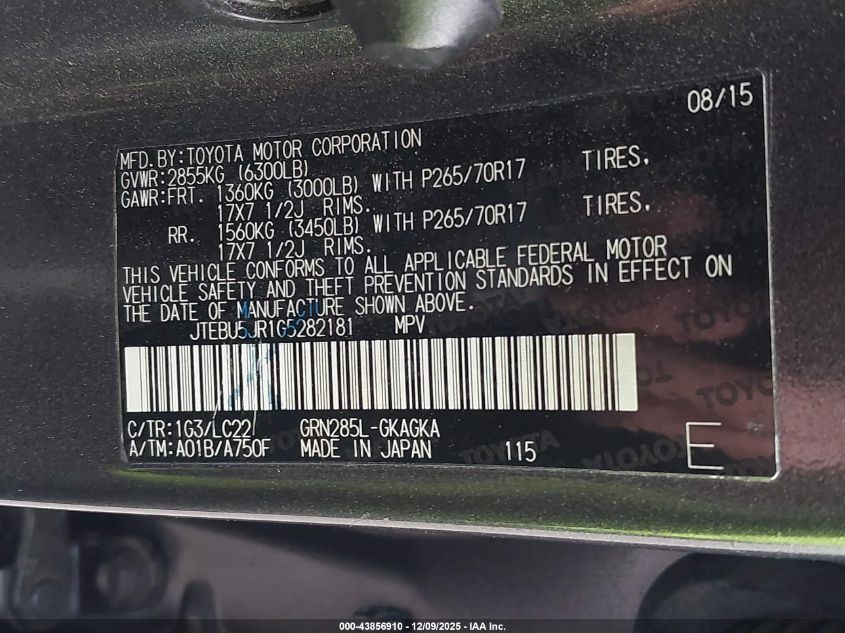 08/15
MFD.BY:TOYOTA MOTOR CORPORATION
GVWR:2855KG (6300LB)
GAWR:FRT. 1360KG (3000LB) WITH P265/70R17 TIRES,
17X7 1/2J RIMS.
RR. 1560KG (3450LB) WITH P265/70R17 TIRES,
17X7 1/2J RIMS.
THIS VEHICLE CONFORMS TO ALL APPLICABLE FEDERAL MOTOR
VEHICLE SAFETY AND THEFT PREVENTION STANDARDS IN EFFECT ON
THE DATE OF MANUFACTURE SHOWN ABOVE.
JTEBU5JR1G5282181 MPV
C/TR:1G3/LC22 GRN285L-GKAGKA
A/TM:A01B/A750F MADE IN JAPAN 115 E
TOYOTA
000-43856910 - 12/09/2025 - IAA Inc.